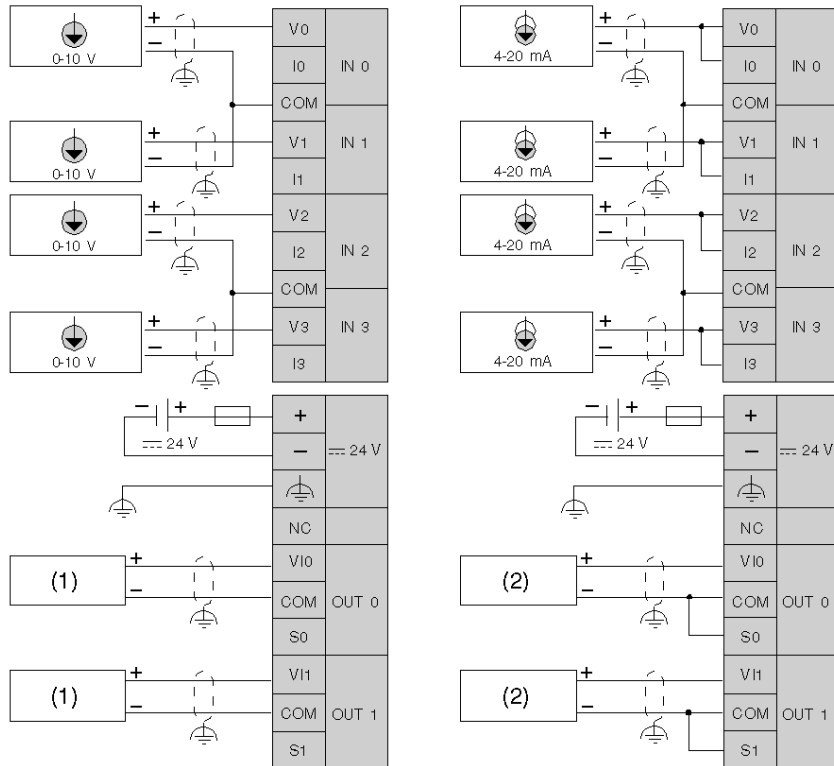 + V0
− I0 IN 0
0-10 V
COM
+ V1 IN 1
−
0-10 V I1
+ V2
−
0-10 V I2 IN 2
COM
+ V3 IN 3
−
0-10 V I3
− + +
24 V − 24 V
NC
(1) + VI0
− COM OUT 0
S0
(1) + VI1
− COM OUT 1
S1
+ V0
− I0 IN 0
4-20 mA
COM
+ V1 IN 1
−
4-20 mA I1
+ V2
−
4-20 mA I2 IN 2
COM
+ V3 IN 3
−
4-20 mA I3
− + +
24 V − 24 V
NC
(2) + VI0
− COM OUT 0
S0
(2) + VI1
− COM OUT 1
S1